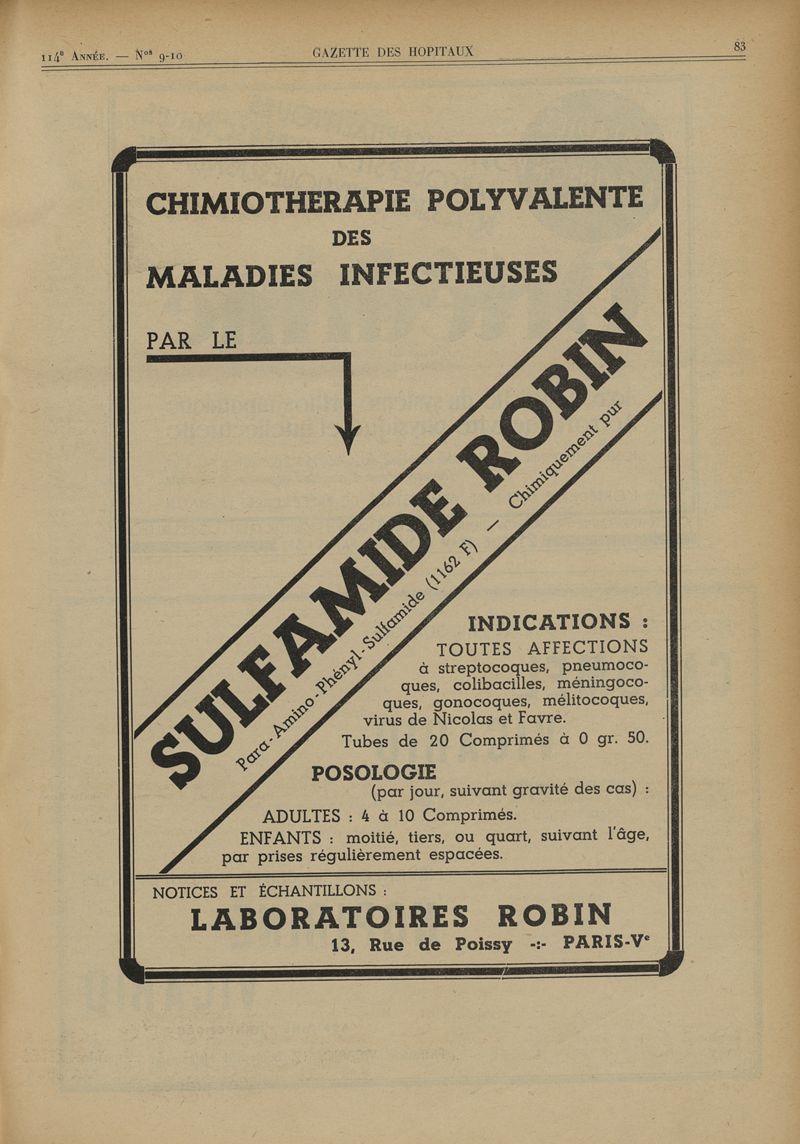 114e Année. — Nos 9-10
GAZETTE DES HOPITAUX
83
CHIMIOTHERAPIE POLYVALENTE
DES
MALADIES INFECTIEUSES
PAR LE
SULFAMIDE ROBIN
Para-Amino-Phényl-Sulfamide (1162 F) — Chimiquement pur
INDICATIONS :
TOUTES AFFECTIONS
à streptocoques, pneumoco-
ques, colibacilles, méningoco-
ques, gonocoques, mélitocoques,
virus de Nicolas et Favre.
Tubes de 20 Comprimés à 0 gr. 50.
POSOLOGIE
(par jour, suivant gravité des cas) :
ADULTES : 4 à 10 Comprimés.
ENFANTS : moitié, tiers, ou quart, suivant l'âge,
par prises régulièrement espacées.
NOTICES ET ÉCHANTILLONS :
LABORATOIRES ROBIN
13, Rue de Poissy -:- PARIS-Ve